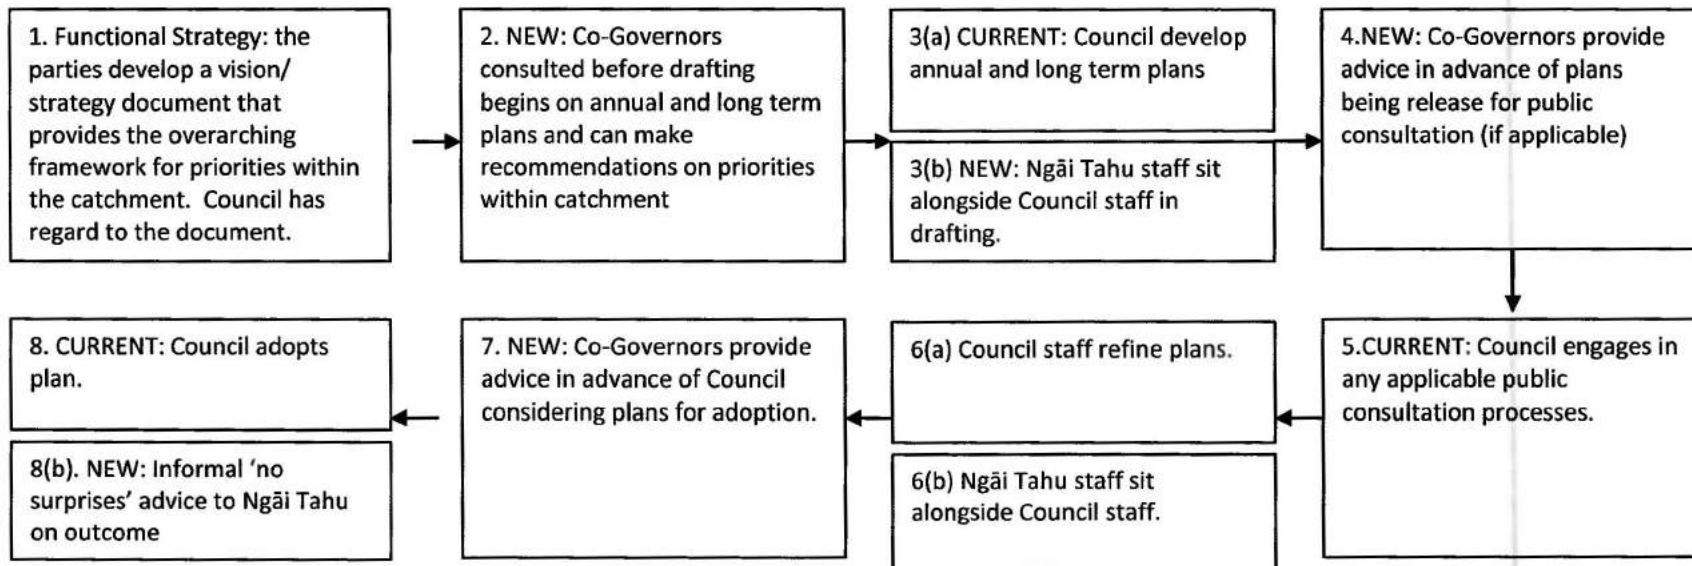 1. Functional Strategy: the
parties develop a vision/
strategy document that
provides the overarching
framework for priorities within
the catchment.  Council has
regard to the document.
2. NEW: Co-Governors
consulted before drafting
begins on annual and long term
plans and can make
recommendations on priorities
within catchment
3(a) CURRENT: Council develop
annual and long term plans
3(b) NEW: Ngāi Tahu staff sit
alongside Council staff in
drafting.
4.NEW: Co-Governors provide
advice in advance of plans
being release for public
consultation (if applicable)
5.CURRENT: Council engages in
any applicable public
consultation processes.
6(a) Council staff refine plans.
6(b) Ngāi Tahu staff sit
alongside Council staff.
7. NEW: Co-Governors provide
advice in advance of Council
considering plans for adoption.
8. CURRENT: Council adopts
plan.
8(b). NEW: Informal ‘no
surprises’ advice to Ngāi Tahu
on outcome